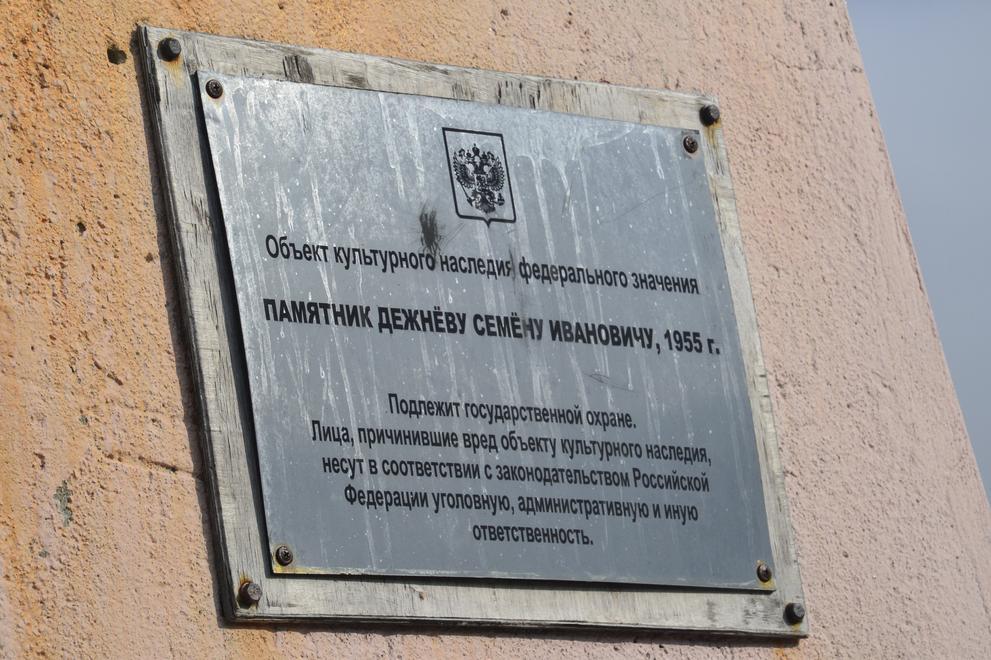 Объект культурного наследия федерального значения
ПАМЯТНИК ДЕЖНЁВУ СЕМЁНУ ИВАНОВИЧУ, 1955 г.
Подлежит государственной охране.
Лица, причинившие вред объекту культурного наследия,
несут в соответствии с законодательством Российской
Федерации уголовную, административную и иную
ответственность.